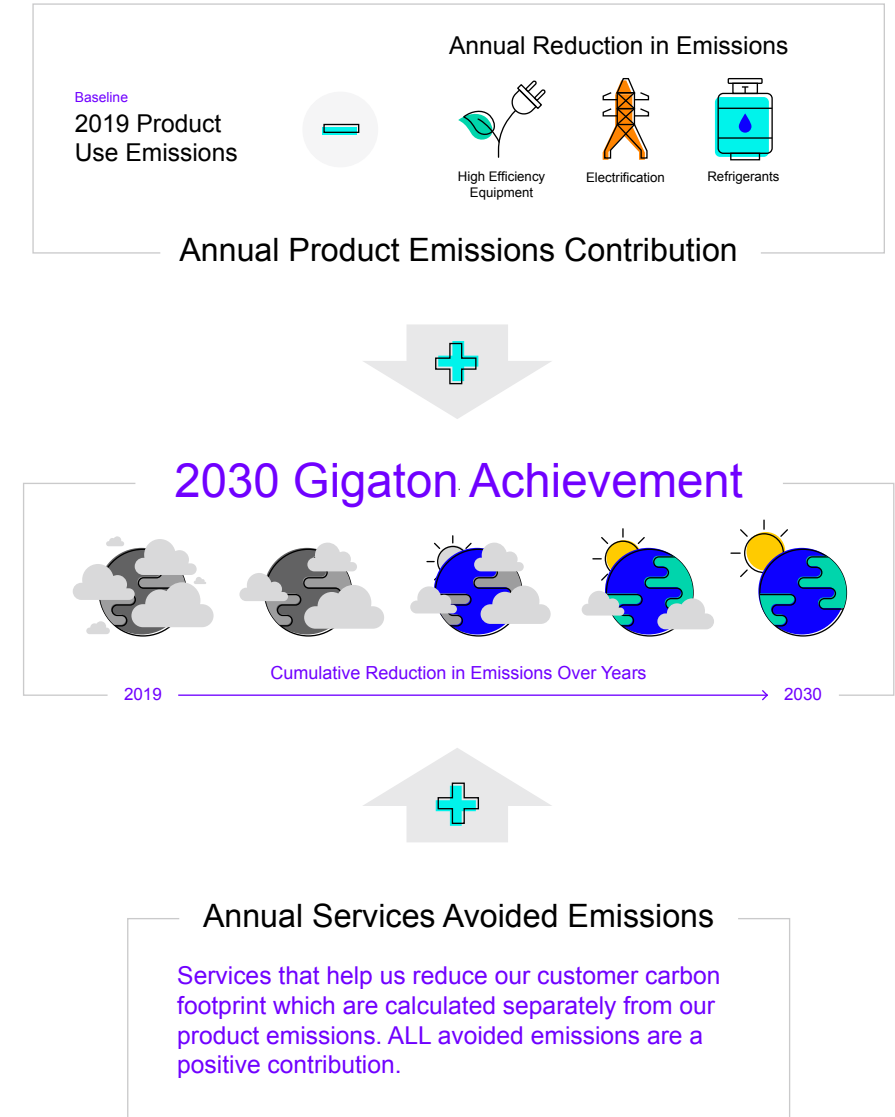 Annual Reduction in Emissions
Baseline
2019 Product
Use Emissions
High Efficiency
Equipment
Electrification
Refrigerants
Annual Product Emissions Contribution
2030 Gigaton Achievement
Cumulative Reduction in Emissions Over Years
2019
2030
Annual Services Avoided Emissions
Services that help us reduce our customer carbon
footprint which are calculated separately from our
product emissions. ALL avoided emissions are a
positive contribution.